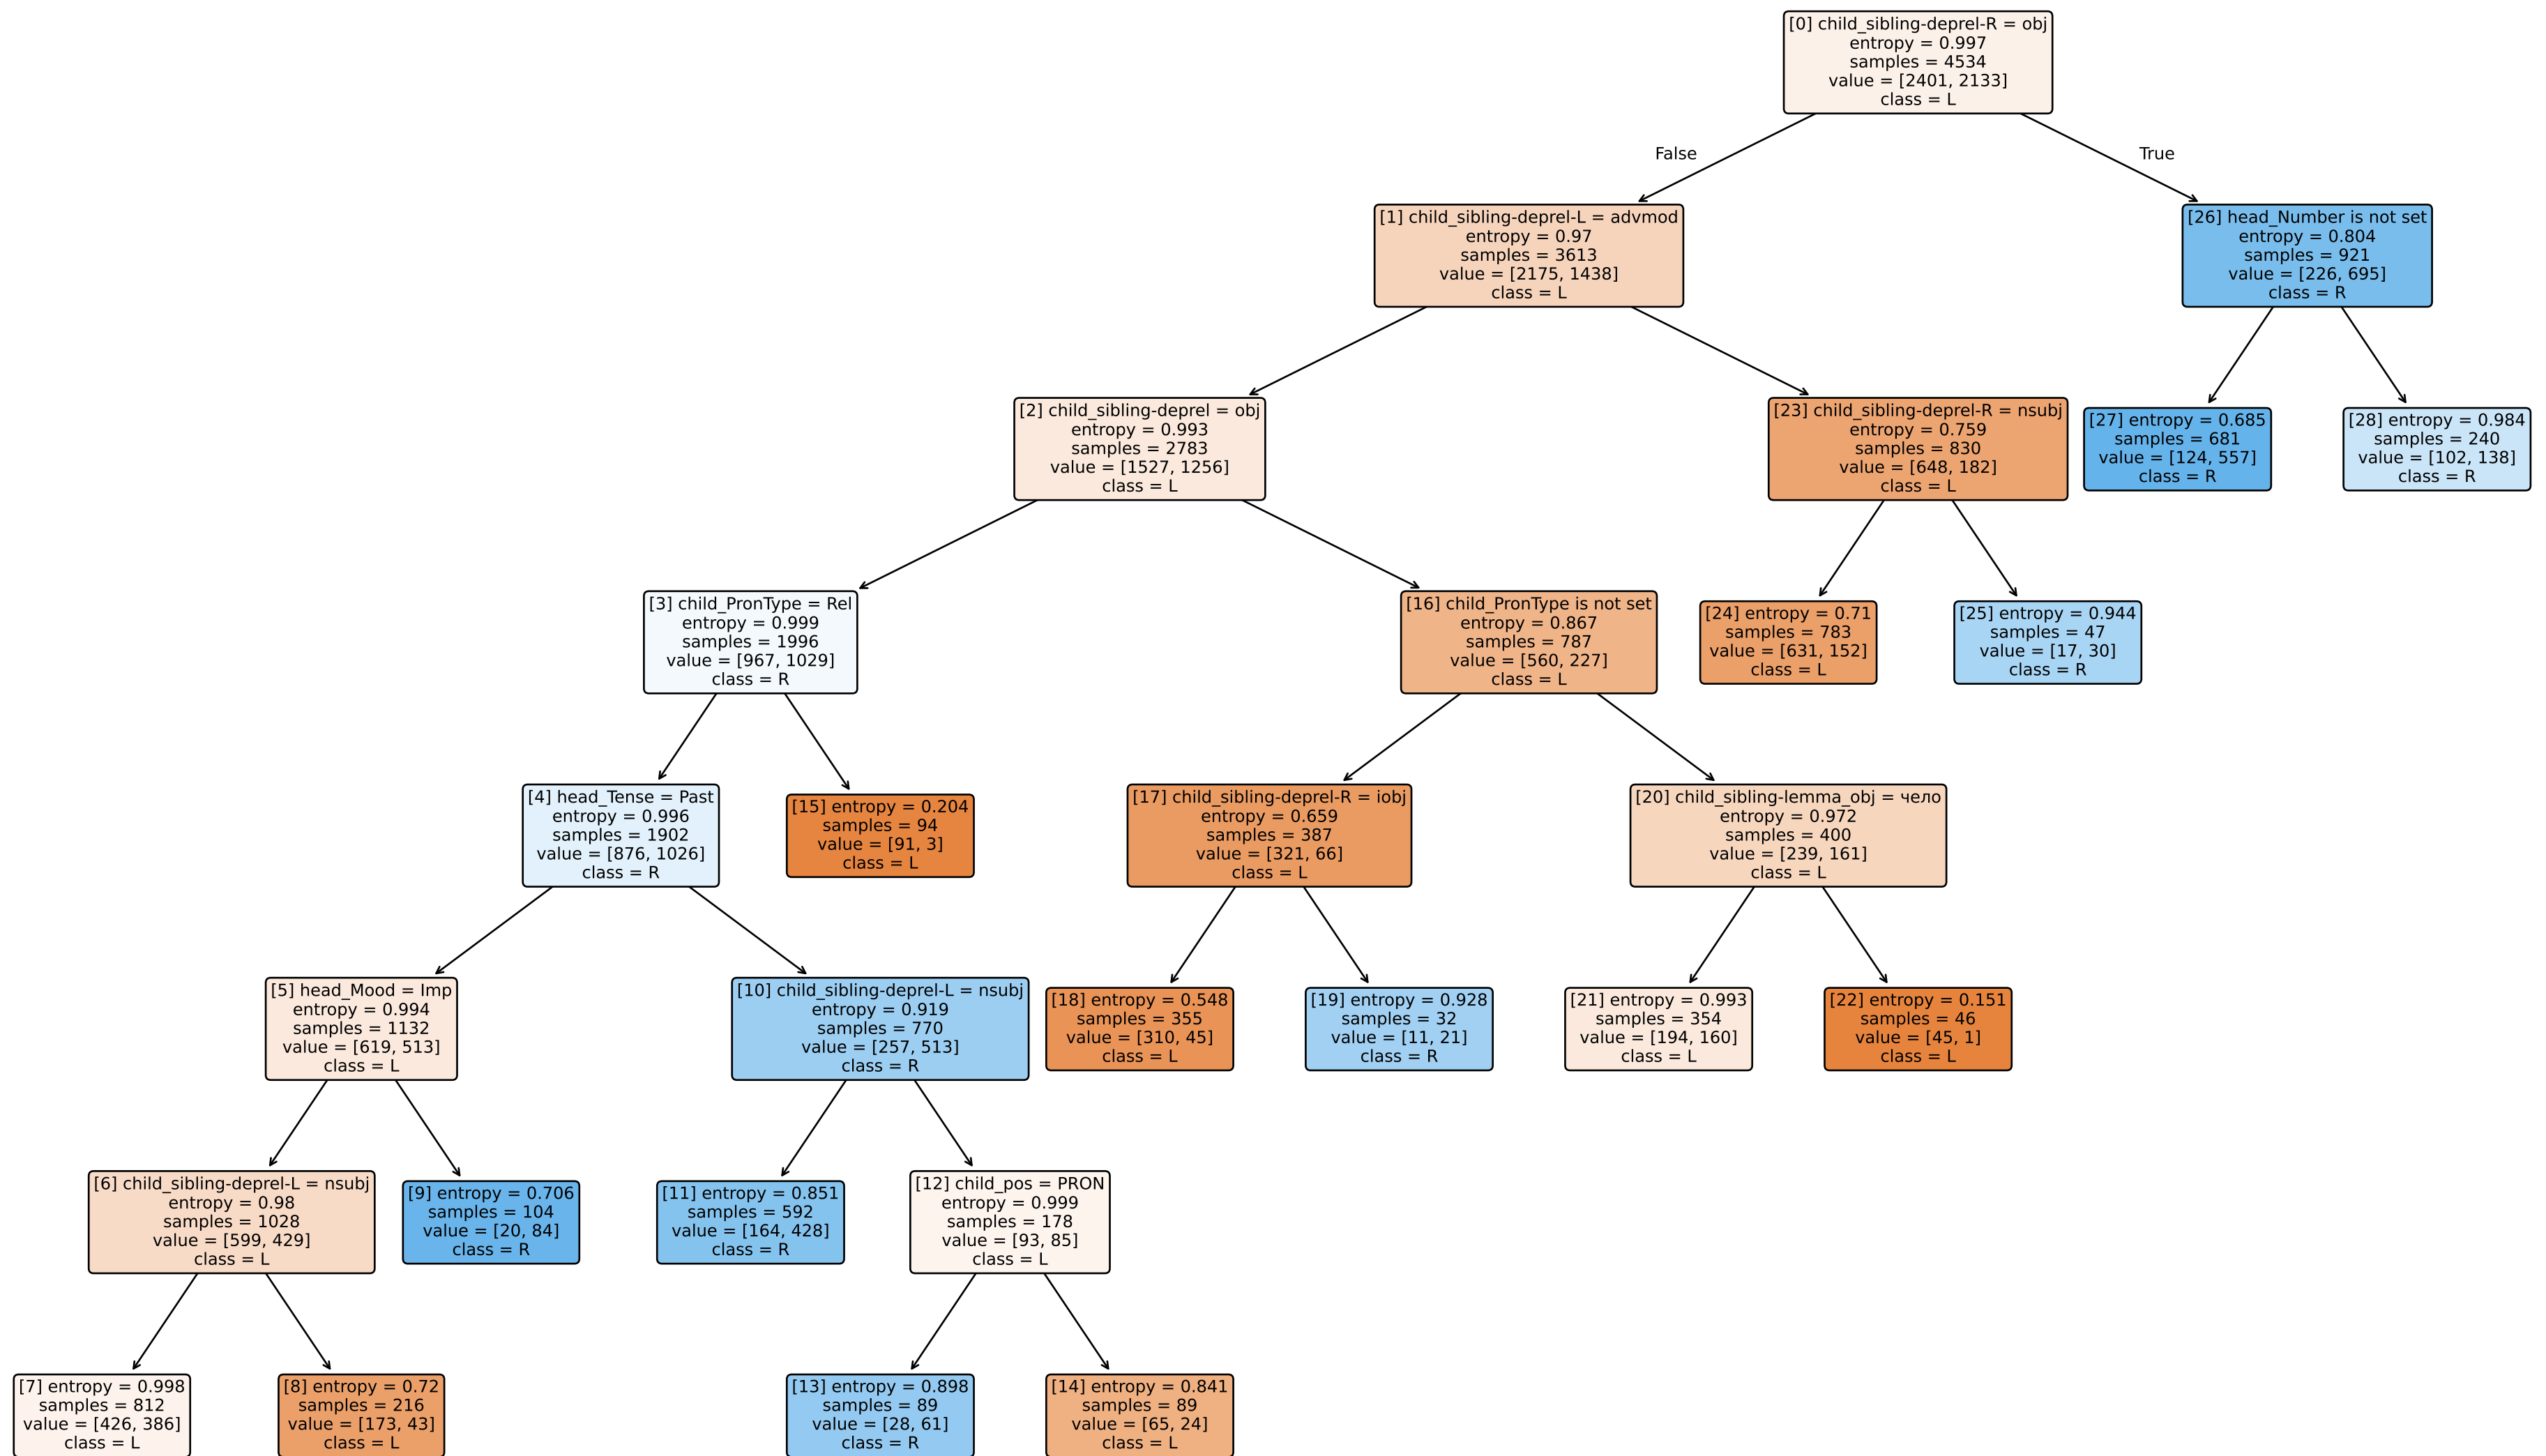 [0] child_sibling-deprel-R = obj
entropy = 0.997
samples = 4534
value = [2401, 2133]
class = L
False
True
[1] child_sibling-deprel-L = advmod
entropy = 0.97
samples = 3613
value = [2175, 1438]
class = L
[26] head_Number is not set
entropy = 0.804
samples = 921
value = [226, 695]
class = R
[2] child_sibling-deprel = obj
entropy = 0.993
samples = 2783
value = [1527, 1256]
class = L
[23] child_sibling-deprel-R = nsubj
entropy = 0.759
samples = 830
value = [648, 182]
class = L
[27] entropy = 0.685
samples = 681
value = [124, 557]
class = R
[28] entropy = 0.984
samples = 240
value = [102, 138]
class = R
[3] child_PronType = Rel
entropy = 0.999
samples = 1996
value = [967, 1029]
class = R
[16] child_PronType is not set
entropy = 0.867
samples = 787
value = [560, 227]
class = L
[24] entropy = 0.71
samples = 783
value = [631, 152]
class = L
[25] entropy = 0.944
samples = 47
value = [17, 30]
class = R
[4] head_Tense = Past
entropy = 0.996
samples = 1902
value = [876, 1026]
class = R
[15] entropy = 0.204
samples = 94
value = [91, 3]
class = L
[17] child_sibling-deprel-R = iobj
entropy = 0.659
samples = 387
value = [321, 66]
class = L
[20] child_sibling-lemma_obj = чело
entropy = 0.972
samples = 400
value = [239, 161]
class = L
[5] head_Mood = Imp
entropy = 0.994
samples = 1132
value = [619, 513]
class = L
[10] child_sibling-deprel-L = nsubj
entropy = 0.919
samples = 770
value = [257, 513]
class = R
[18] entropy = 0.548
samples = 355
value = [310, 45]
class = L
[19] entropy = 0.928
samples = 32
value = [11, 21]
class = R
[21] entropy = 0.993
samples = 354
value = [194, 160]
class = L
[22] entropy = 0.151
samples = 46
value = [45, 1]
class = L
[6] child_sibling-deprel-L = nsubj
entropy = 0.98
samples = 1028
value = [599, 429]
class = L
[9] entropy = 0.706
samples = 104
value = [20, 84]
class = R
[11] entropy = 0.851
samples = 592
value = [164, 428]
class = R
[12] child_pos = PRON
entropy = 0.999
samples = 178
value = [93, 85]
class = L
[7] entropy = 0.998
samples = 812
value = [426, 386]
class = L
[8] entropy = 0.72
samples = 216
value = [173, 43]
class = L
[13] entropy = 0.898
samples = 89
value = [28, 61]
class = R
[14] entropy = 0.841
samples = 89
value = [65, 24]
class = L